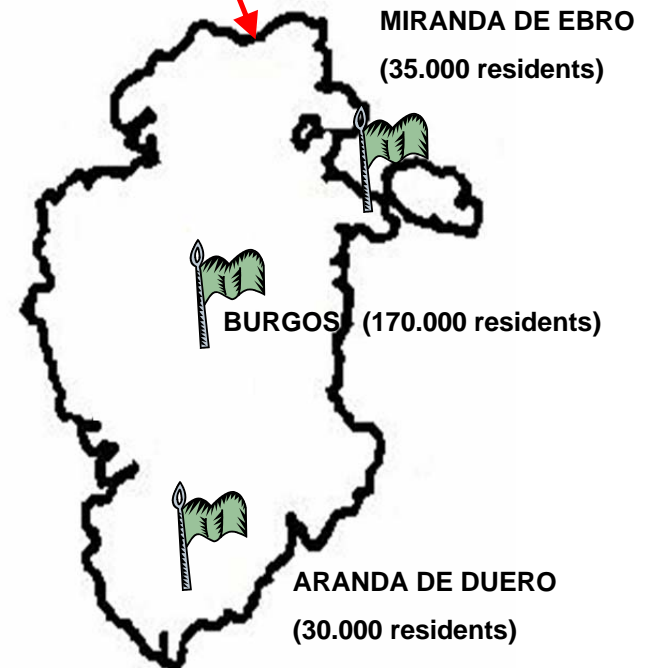 MIRANDA DE EBRO
(35.000 residents)
BURGOS (170.000 residents)
ARANDA DE DUERO
(30.000 residents)